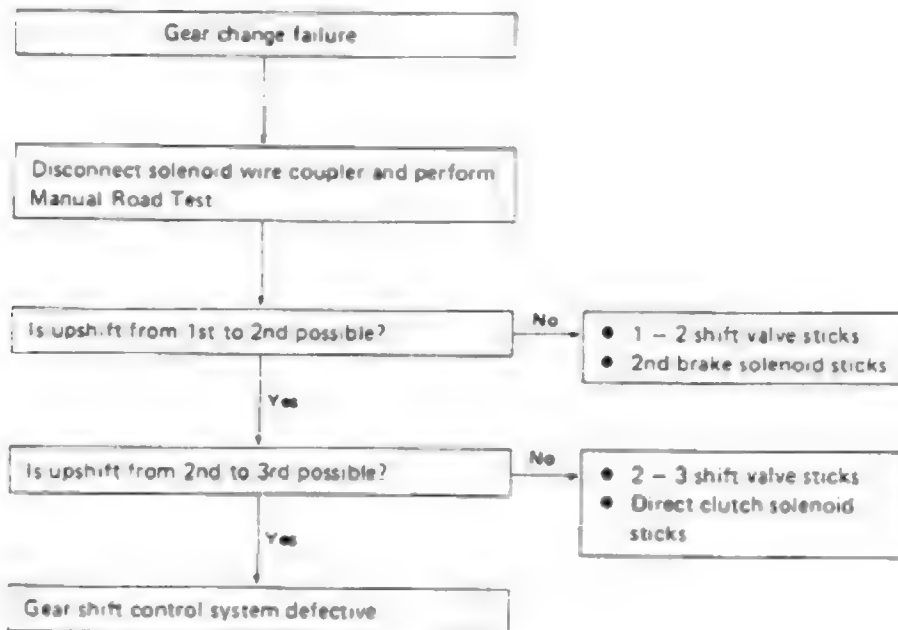 Gear change failure
Disconnect solenoid wire coupler and perform
Manual Road Test
Is upshift from 1st to 2nd possible?
No
● 1 – 2 shift valve sticks
● 2nd brake solenoid sticks
Yes
Is upshift from 2nd to 3rd possible?
No
● 2 – 3 shift valve sticks
● Direct clutch solenoid
sticks
Yes
Gear shift control system defective